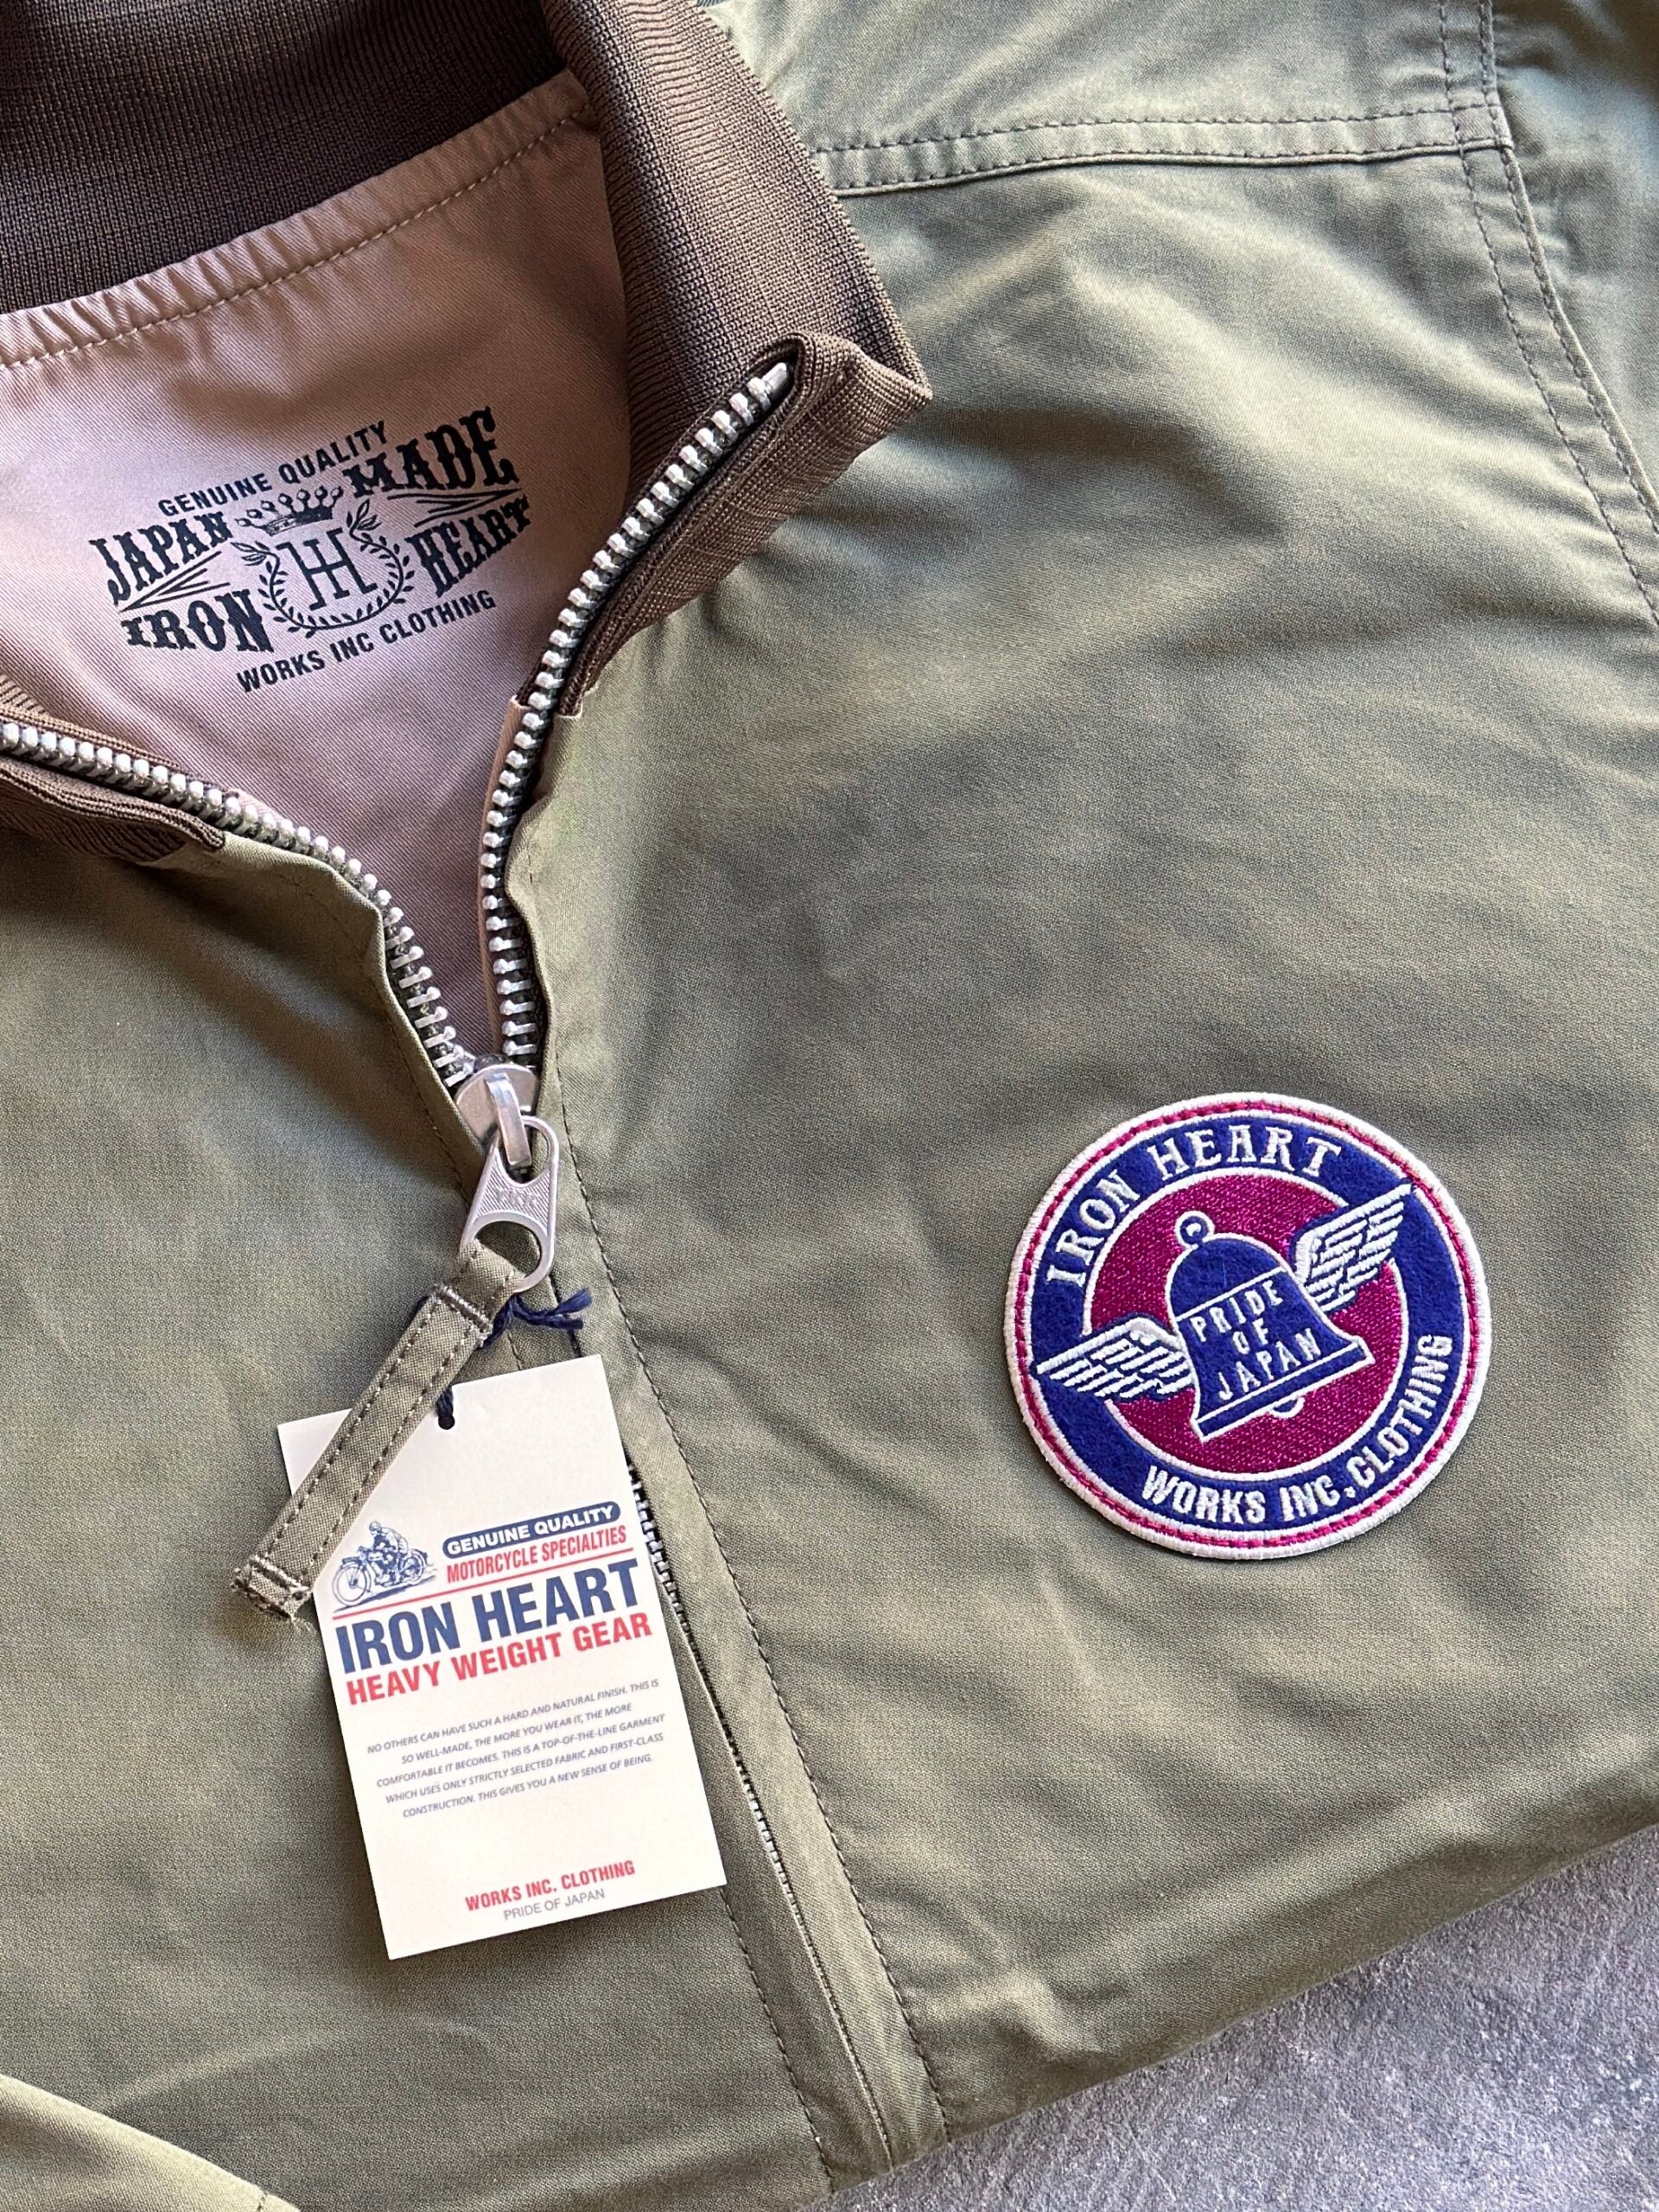 GENUINE QUALITY
JAPAN MADE
IRON HEART
WORKS INC CLOTHING
IRON HEART
PRIDE
OF
JAPAN
WORKS INC. CLOTHING
GENUINE QUALITY
MOTORCYCLE SPECIALTIES
IRON HEART
HEAVY WEIGHT GEAR
NO OTHERS CAN HAVE SUCH A HARD AND NATURAL FINISH. THIS IS
SO WELL-MADE, THE MORE YOU WEAR IT, THE MORE
COMFORTABLE IT BECOMES. THIS IS A TOP-OF-THE-LINE GARMENT
WHICH USES ONLY STRICTLY SELECTED FABRIC AND FIRST-CLASS
CONSTRUCTION. THIS GIVES YOU A NEW SENSE OF BEING.
WORKS INC. CLOTHING
PRIDE OF JAPAN